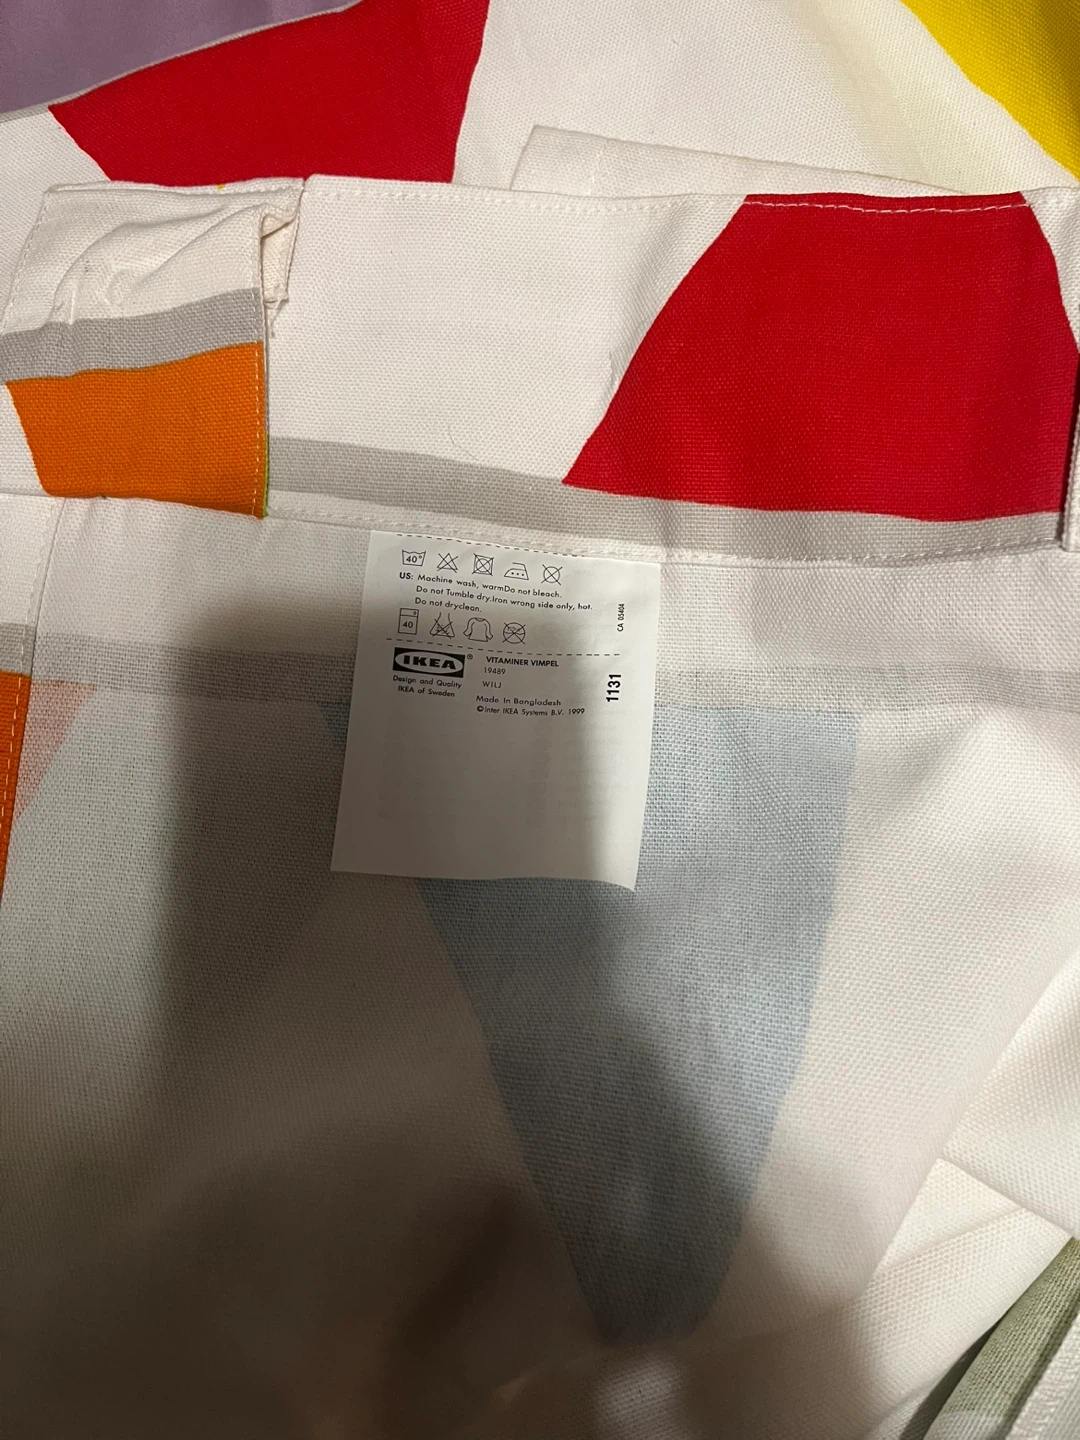 40°
US: Machine wash, warmDo not bleach.
Do not Tumble dry.Iron wrong side only, hot.
Do not dryclean.
40
CA 05404
IKEA®
Design and Quality
IKEA of Sweden
VITAMINER VIMPEL
19489
WILJ
Made In Bangladesh
©Inter IKEA Systems B.V. 1999
1131